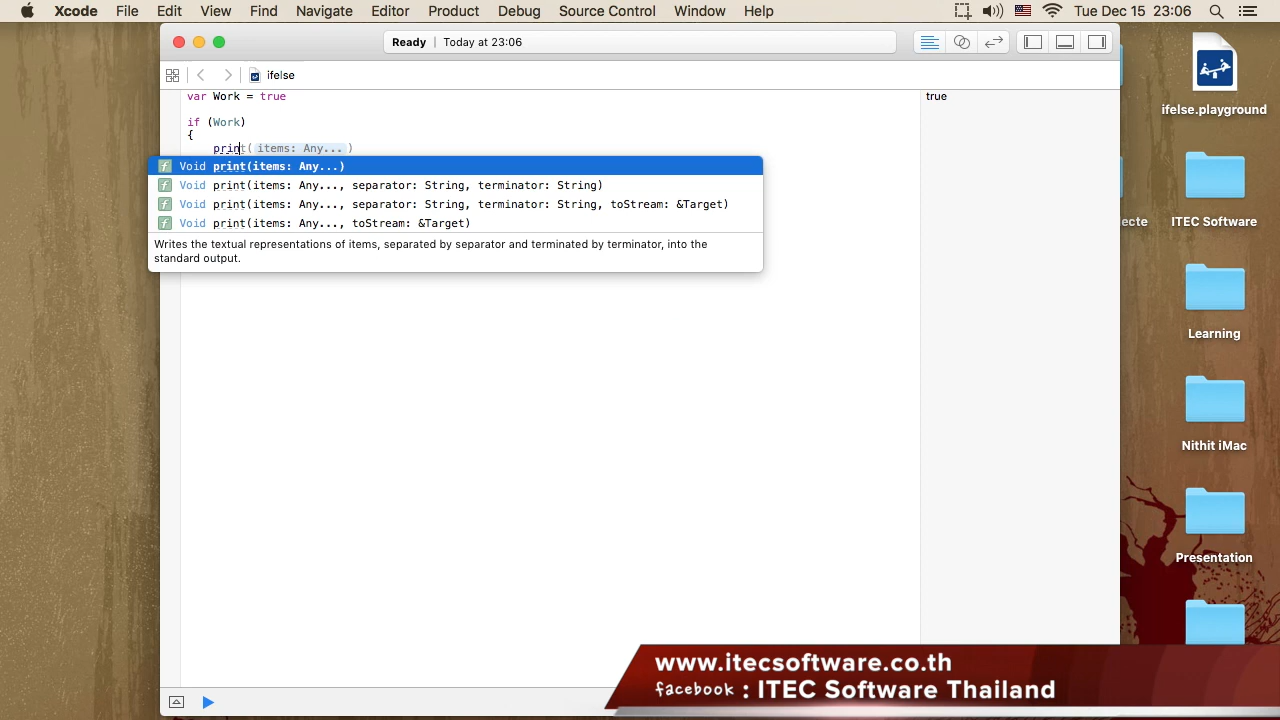 Xcode File Edit View Find Navigate Editor Product Debug Source Control Window Help Tue Dec 15 23:06
Ready | Today at 23:06
ifelse
var Work = true
true
if (Work)
{
print(items: Any...)
f Void print(items: Any...)
f Void print(items: Any..., separator: String, terminator: String)
f Void print(items: Any..., separator: String, terminator: String, toStream: &Target)
f Void print(items: Any..., toStream: &Target)
Writes the textual representations of items, separated by separator and terminated by terminator, into the
standard output.
ifelse.playground
ecte
ITEC Software
Learning
Nithit iMac
Presentation
www.itecsoftware.co.th
facebook : ITEC Software Thailand